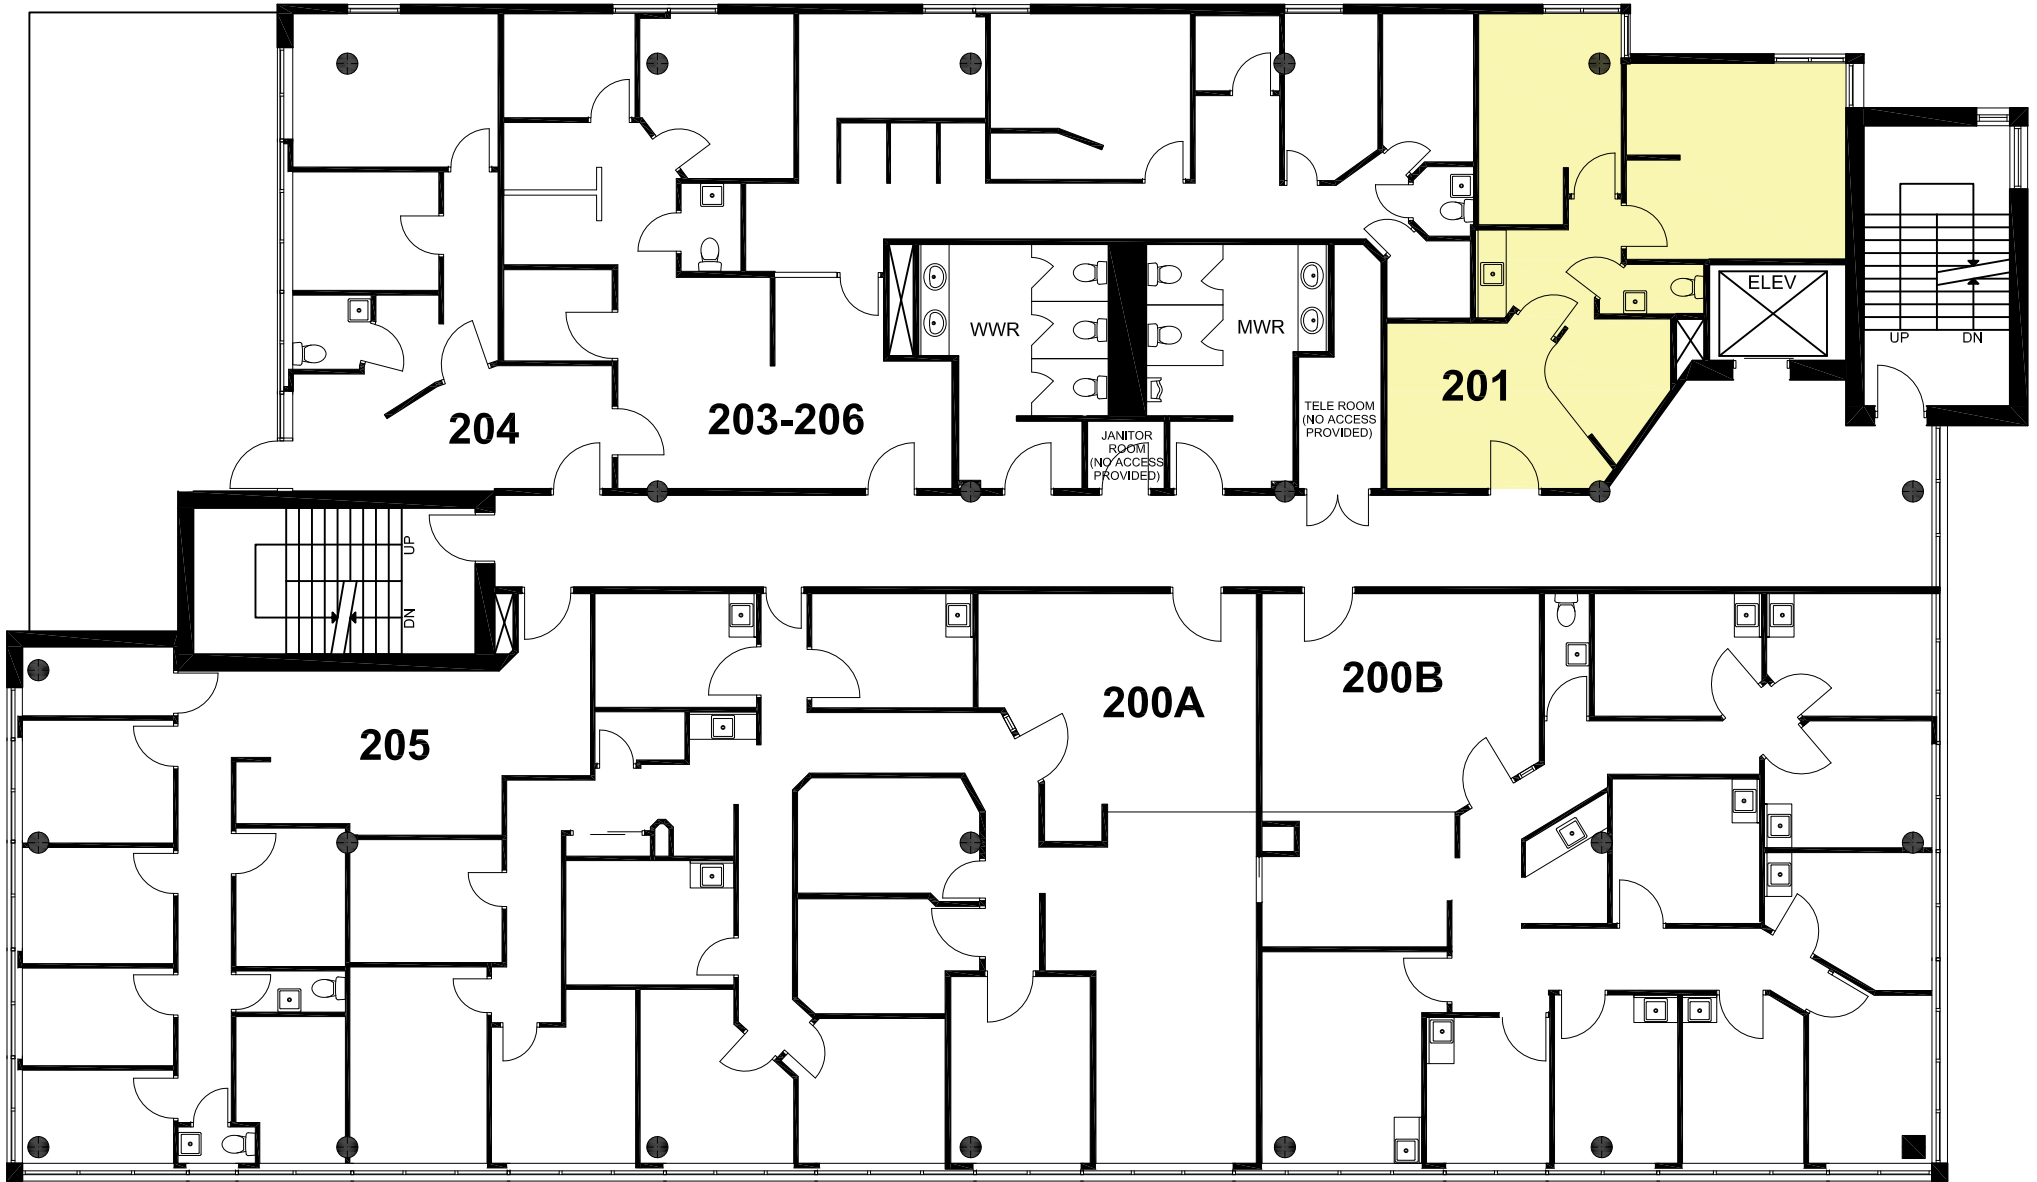 ELEV
WWR
MWR
UP
DN
201
TELE ROOM
(NO ACCESS
PROVIDED)
204
203-206
JANITOR
ROOM
(NO ACCESS
PROVIDED)
UP
DN
200B
200A
205